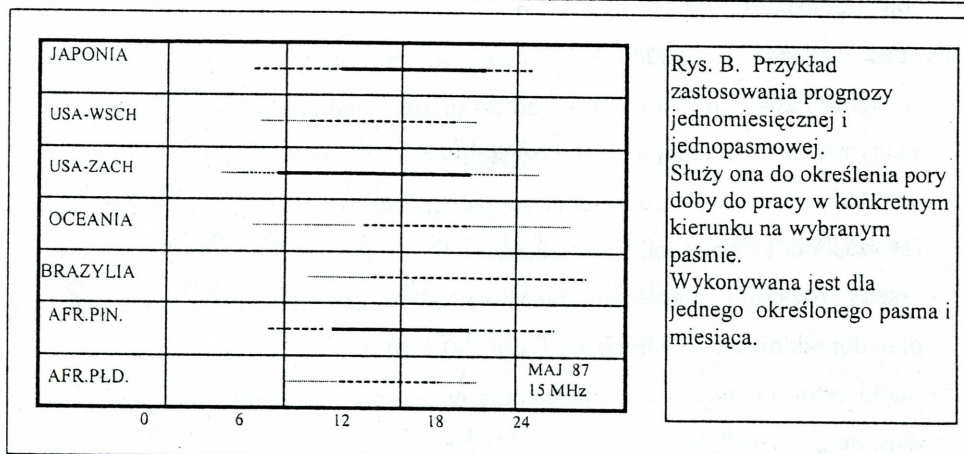 JAPONIA
USA-WSCH
USA-ZACH
OCEANIA
BRAZYLIA
AFR.PŁN.
AFR.PŁD.
MAJ 87
15 MHz
0 6 12 18 24
Rys. B. Przykład
zastosowania prognozy
jednomiesięcznej i
jednopasmowej.
Służy ona do określenia pory
doby do pracy w konkretnym
kierunku na wybranym
paśmie.
Wykonywana jest dla
jednego określonego pasma i
miesiąca.